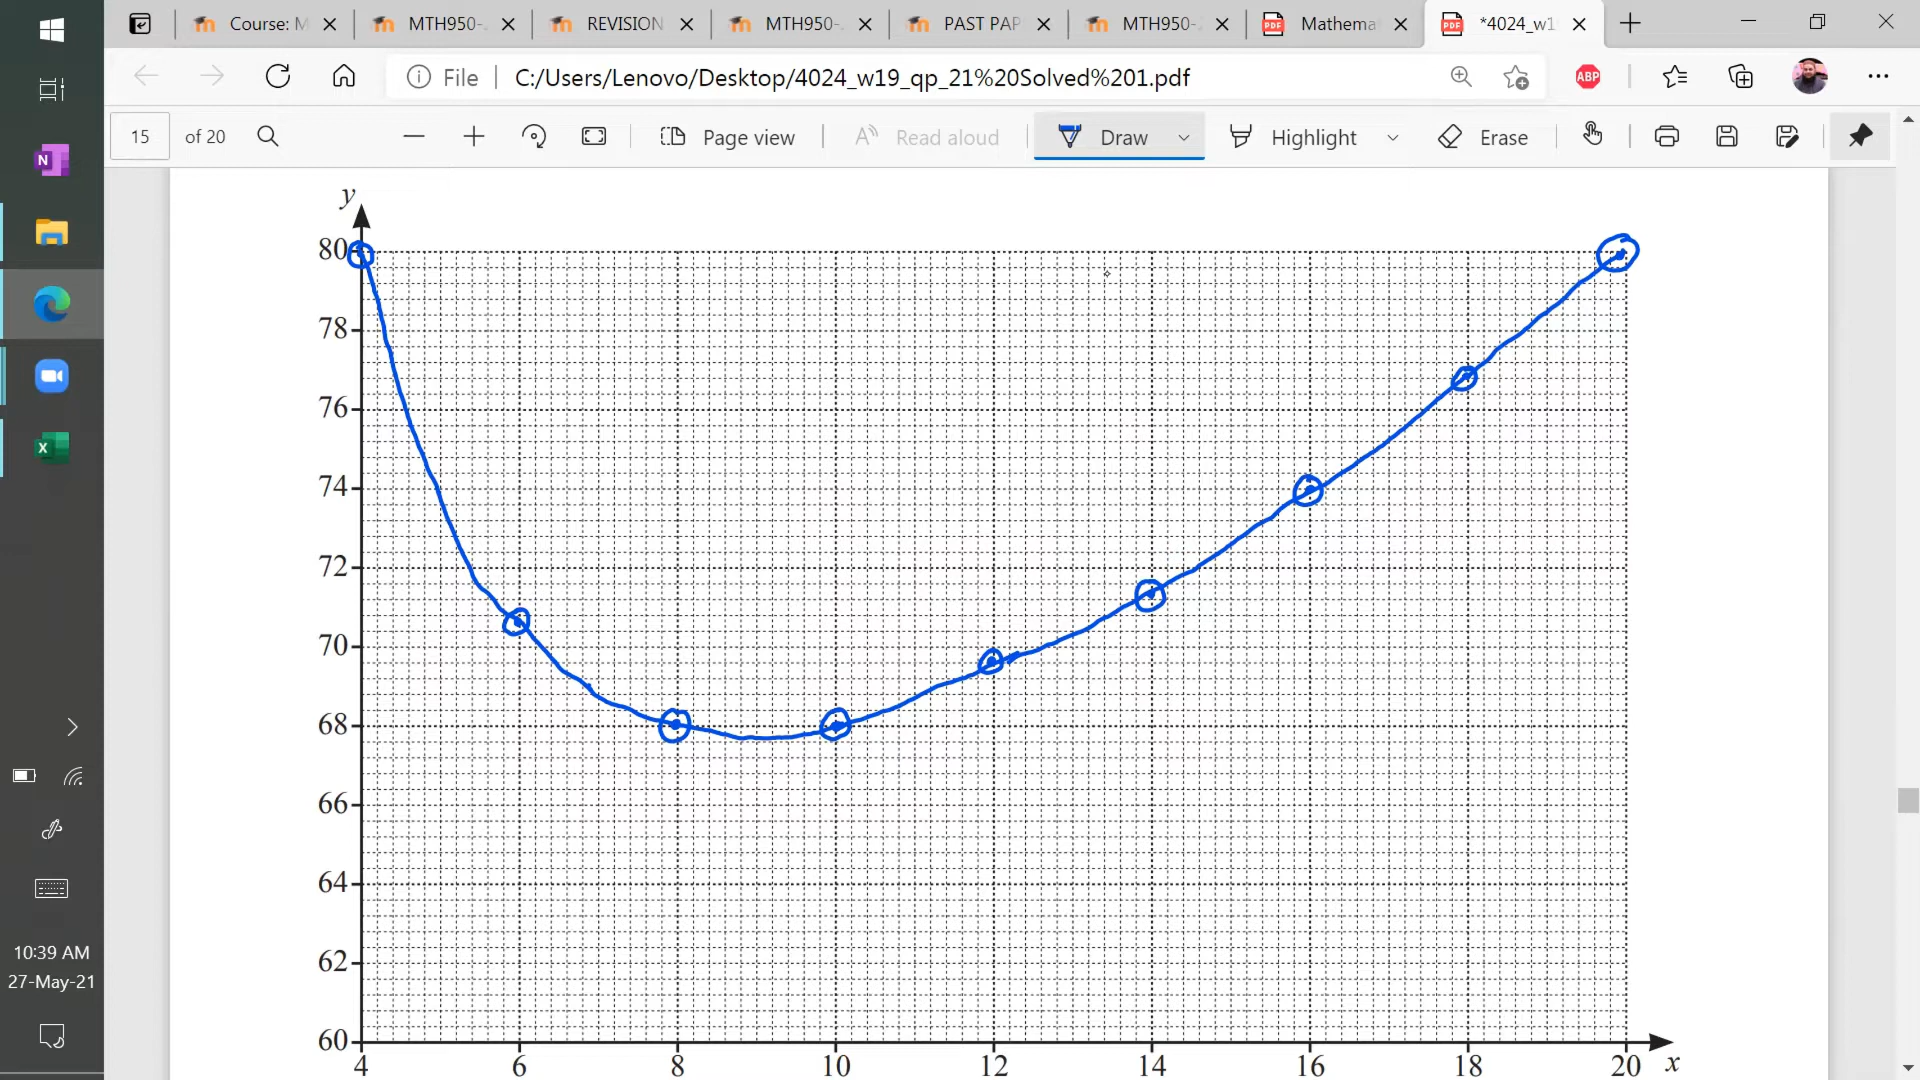 Course: M
MTH950-
REVISION
MTH950-
PAST PAP
MTH950-
Mathema
*4024_w1
File
C:/Users/Lenovo/Desktop/4024_w19_qp_21%20Solved%201.pdf
ABP
15 of 20
Page view
Read aloud
Draw
Highlight
Erase
N
X
y
80
78
76
74
72
70
68
66
64
62
60
4 6 8 10 12 14 16 18 20 x
10:39 AM
27-May-21